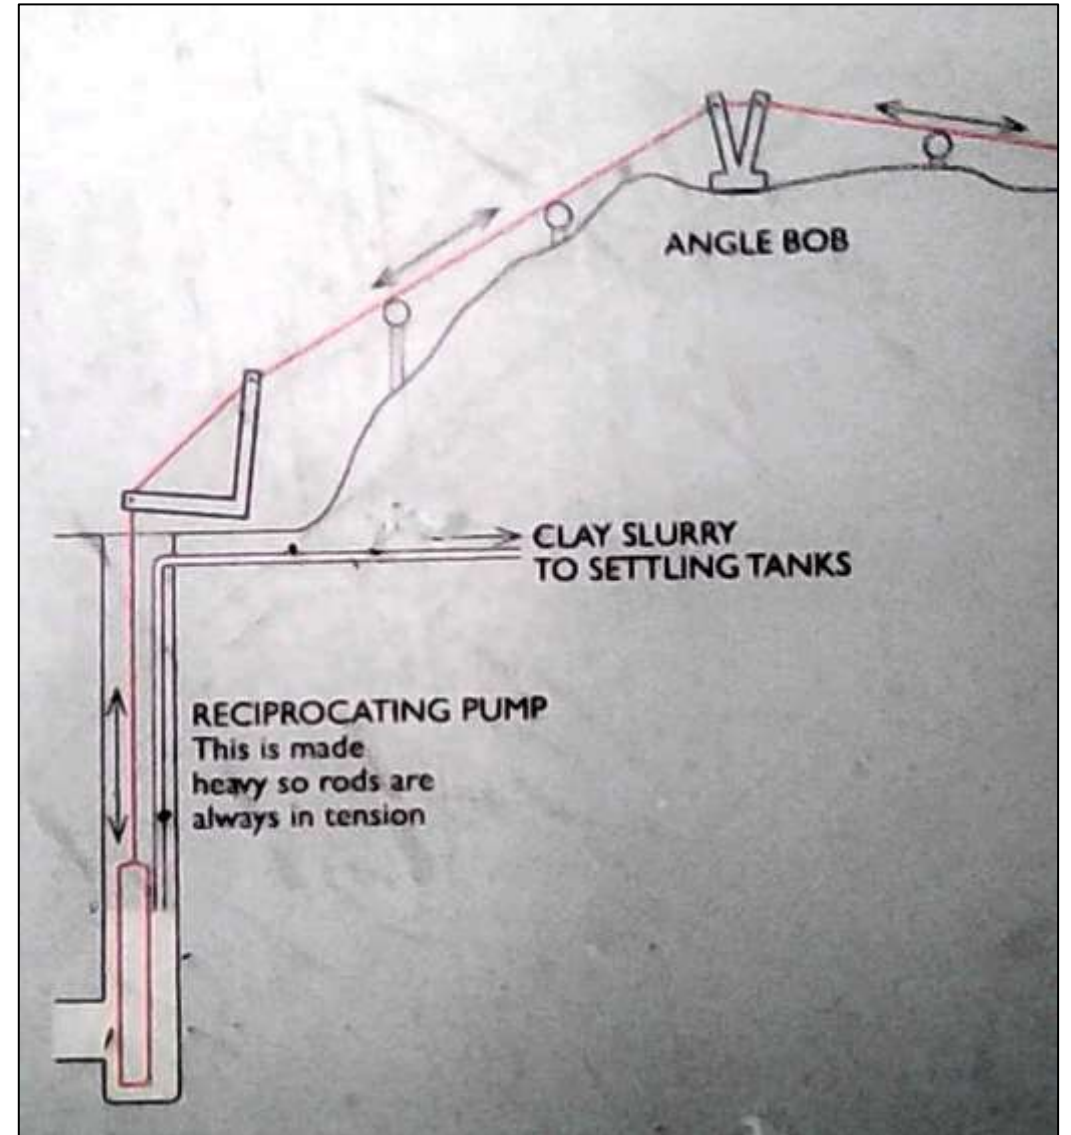 ANGLE BOB
CLAY SLURRY
TO SETTLING TANKS
RECIPROCATING PUMP
This is made
heavy so rods are
always in tension